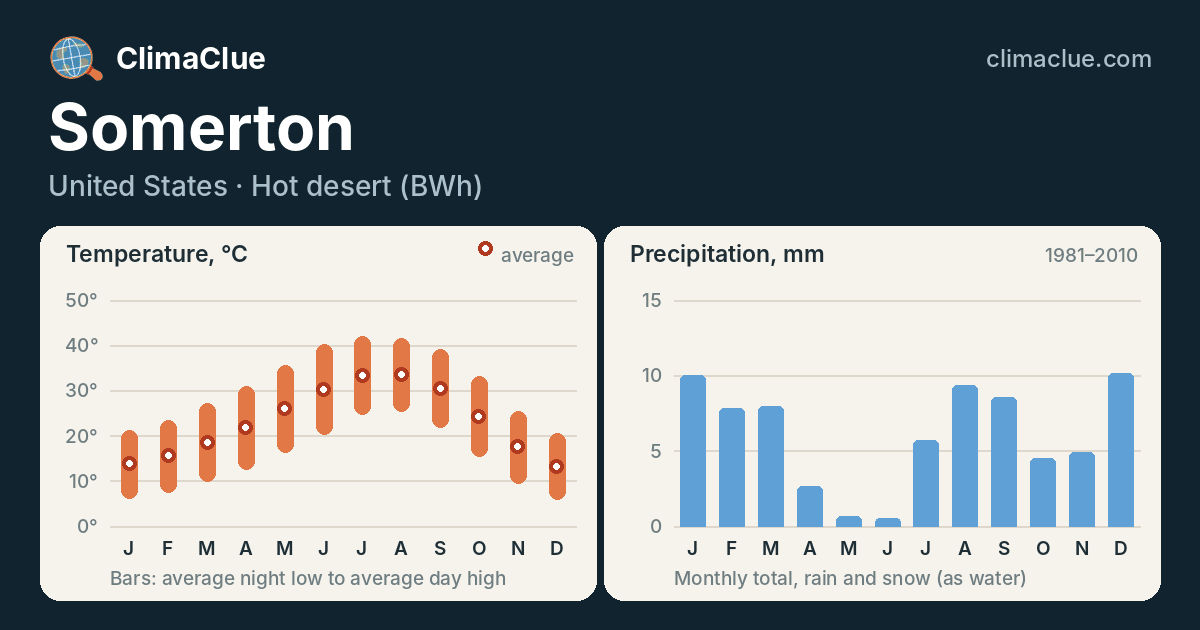 ClimaClue
climaclue.com
Somerton
United States · Hot desert (BWh)
Temperature, °C
average
50°
40°
30°
20°
10°
0°
J F M A M J J A S O N D
Bars: average night low to average day high
Precipitation, mm
1981–2010
15
10
5
0
J F M A M J J A S O N D
Monthly total, rain and snow (as water)